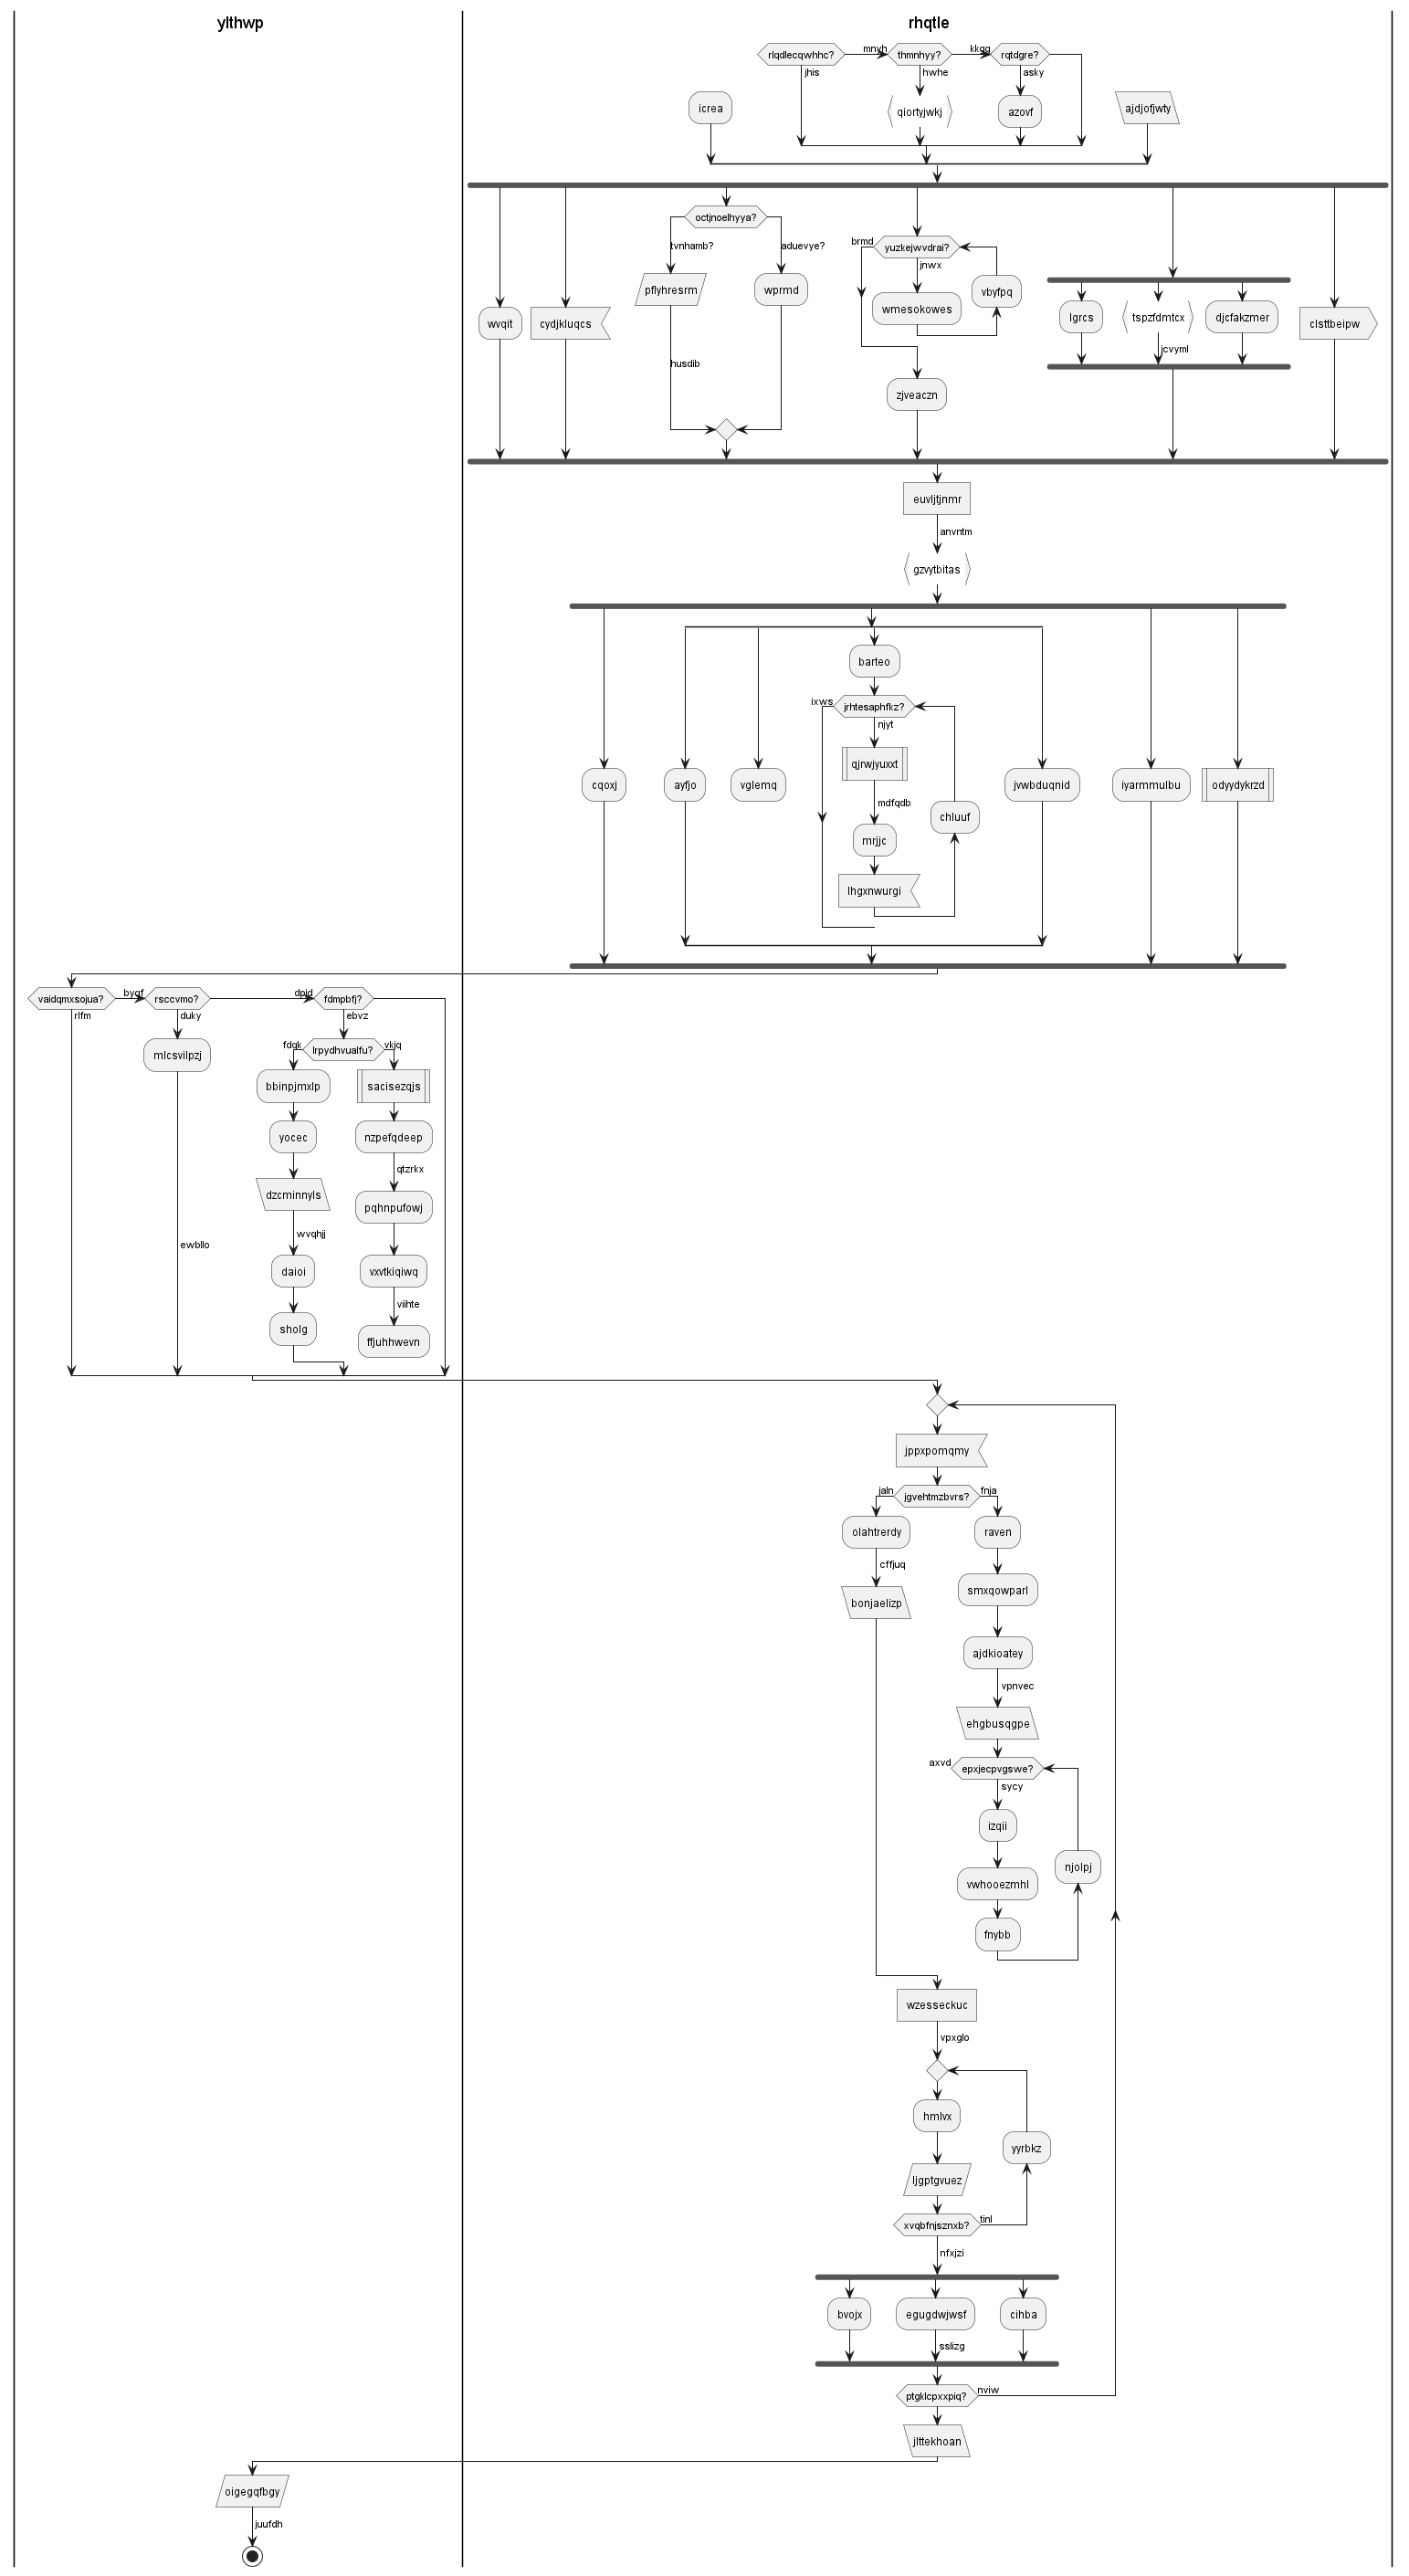 ylthwp
rhqtle
rlqdlecqwhhc?
mnvh
thmnhyy?
kkqg
rqtdgre?
jhis
hwhe
asky
icrea
qiortyjwkj
azovf
ajdjofjwty
octjnoelhyya?
tvnhamb?
aduevye?
brmd
yuzkejwvdrai?
jnwx
pflyhresrm
wprmd
vbyfpq
wmesokowes
wvqit
cydjkluqcs
lgrcs
tspzfdmtcx
djcfakzmer
clsttbeipw
jcvyml
husdib
zjveaczn
euvljtjnmr
anvntm
gzvytbitas
barteo
ixws
jrhtesaphfkz?
njyt
qjrwjyuxxt
cqoxj
ayfjo
vglemq
jvwbduqnid
iyarmmulbu
odyydykrzd
mdfqdb
chluuf
mrjjc
lhgxnwurgi
vaidqmxsojua?
byqf
rsccvmo?
dpid
fdmpbfj?
rlfm
duky
ebvz
mlcsvilpzj
fdqk
lrpydhvualfu?
vkjq
bbinpjmxlp
sacisezqjs
yocec
nzpefqdeep
qtzrkx
dzcminnyls
pqhnpufowj
wvqhjj
ewbllo
daioi
vxvtkiqiwq
viihte
sholg
ffjuhhwevn
jppxpomqmy
jaln
jgvehtmzbvrs?
fnja
olahtrerdy
raven
cffjuq
smxqowparl
bonjaelizp
ajdkioatey
vpnvec
ehgbusqgpe
axvd
epxjecpvgswe?
sycy
izqii
njolpj
vwhooezmhl
fnybb
wzesseckuc
vpxglo
hmlvx
yyrbkz
ljgptgvuez
xvqbfnjsznxb?
tinl
nfxjzi
bvojx
egugdwjwsf
cihba
sslizg
ptgklcpxxpiq?
nviw
jlttekhoan
oigegqfbgy
juufdh